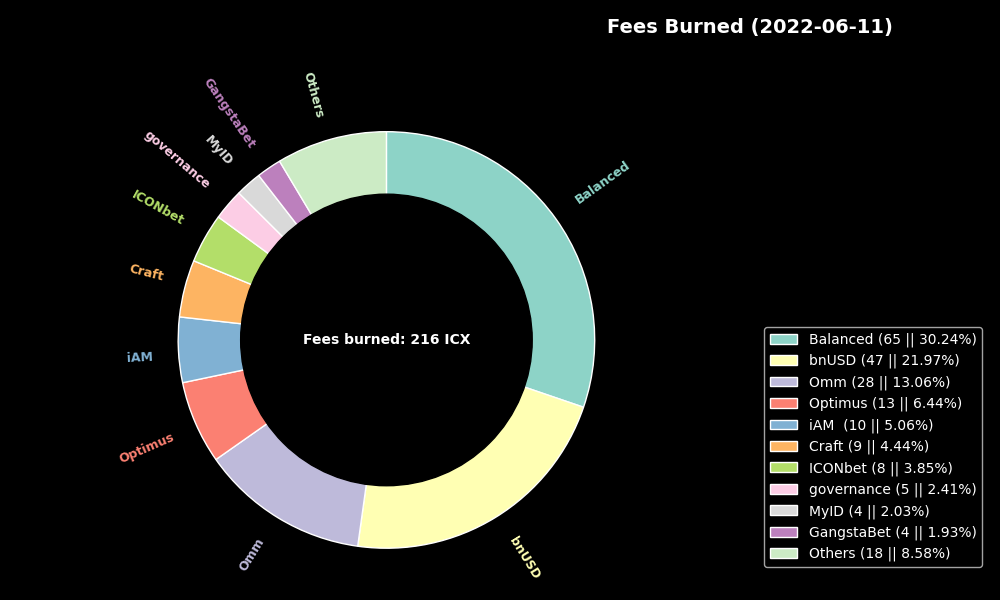 Fees Burned (2022-06-11)
Others
GangstaBet
MyID
governance
ICONbet
Craft
iAM
Optimus
Omm
bnUSD
Balanced
Fees burned: 216 ICX
Balanced (65 || 30.24%)
bnUSD (47 || 21.97%)
Omm (28 || 13.06%)
Optimus (13 || 6.44%)
iAM  (10 || 5.06%)
Craft (9 || 4.44%)
ICONbet (8 || 3.85%)
governance (5 || 2.41%)
MyID (4 || 2.03%)
GangstaBet (4 || 1.93%)
Others (18 || 8.58%)